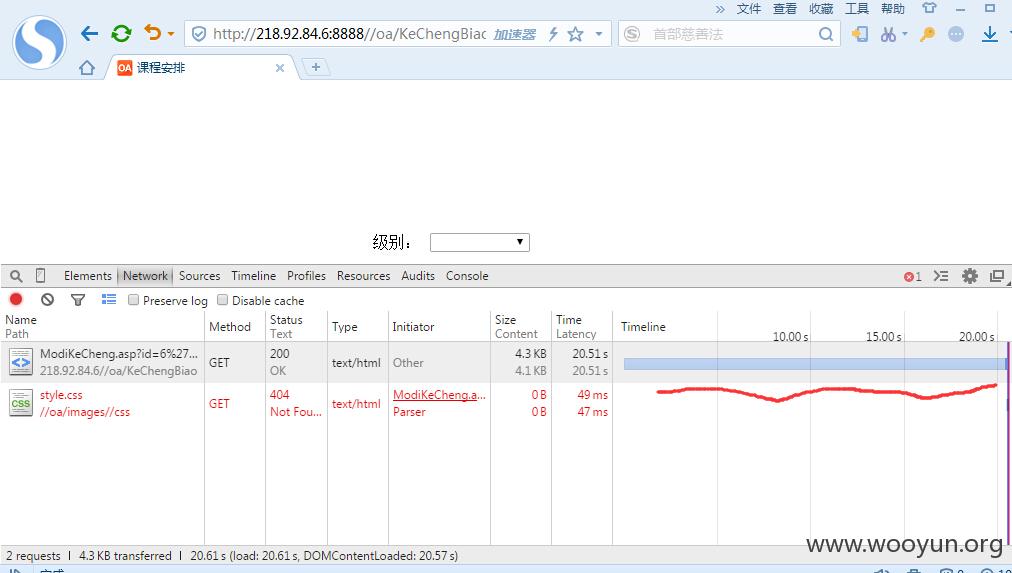 » 文件 查看 收藏 工具 帮助
http://218.92.84.6:8888//oa/KeChengBiao 加速器 首部慈善法
OA 课程安排
级别：
Elements Network Sources Timeline Profiles Resources Audits Console 1
Preserve log Disable cache
Name Path Method Status Text Type Initiator Size Content Time Latency Timeline 10.00 s 15.00 s 20.00 s
ModiKeCheng.asp?id=6%27... 218.92.84.6//oa/KeChengBiao GET 200 OK text/html Other 4.3 KB 4.1 KB 20.51 s 20.51 s
style.css //oa/images//css GET 404 Not Fou... text/html ModiKeCheng.a... Parser 0 B 0 B 49 ms 47 ms
2 requests | 4.3 KB transferred | 20.61 s (load: 20.61 s, DOMContentLoaded: 20.57 s)
www.wooyun.org